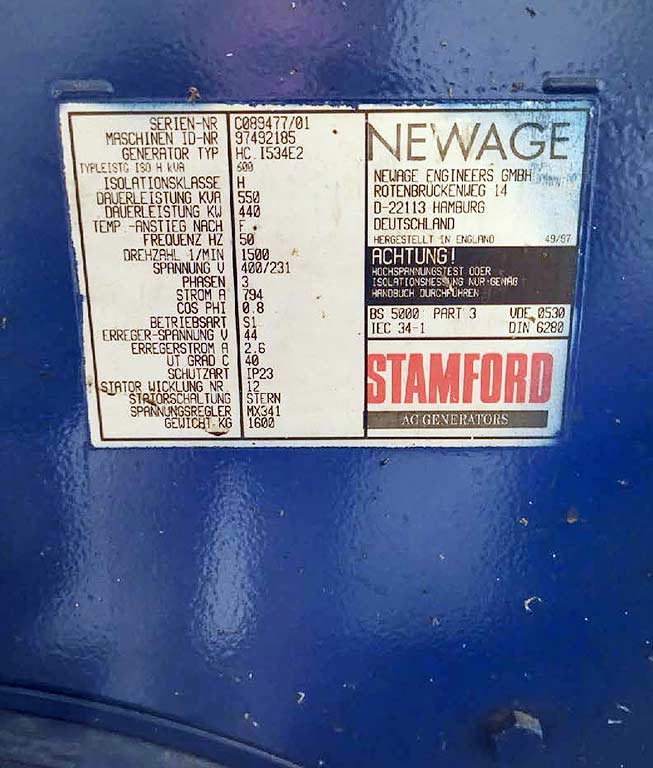 SERIEN-NR C089477/01
MASCHINEN ID-NR 97492185
GENERATOR TYP HC.I534E2
TYPLEISTG ISO H kVA 600
ISOLATIONSKLASSE H
DAUERLEISTUNG KVA 550
DAUERLEISTUNG KW 440
TEMP.-ANSTIEG NACH F
FREQUENZ HZ 50
DREHZAHL 1/MIN 1500
SPANNUNG V 400/231
PHASEN 3
STROM A 794
COS PHI 0.8
BETRIEBSART S1
ERREGER-SPANNUNG V 44
ERREGERSTROM A 2.6
UT GRAD C 40
SCHUTZART IP23
STATOR WICKLUNG NR. 12
STATORSCHALTUNG STERN
SPANNUNGSREGLER MX341
GEWICHT KG 1600
NEWAGE
NEWAGE ENGINEERS GMBH
ROTENBRÜCKENWEG 14
D-22113 HAMBURG
DEUTSCHLAND
HERGESTELLT IN ENGLAND 49/97
ACHTUNG!
HOCHSPANNUNGSTEST ODER
ISOLATIONSMESSUNG NUR GEMÄß
HANDBUCH DURCHFÜHREN
BS 5000 PART 3 VDE 0530
IEC 34-1 DIN 6280
STAMFORD
AC GENERATORS